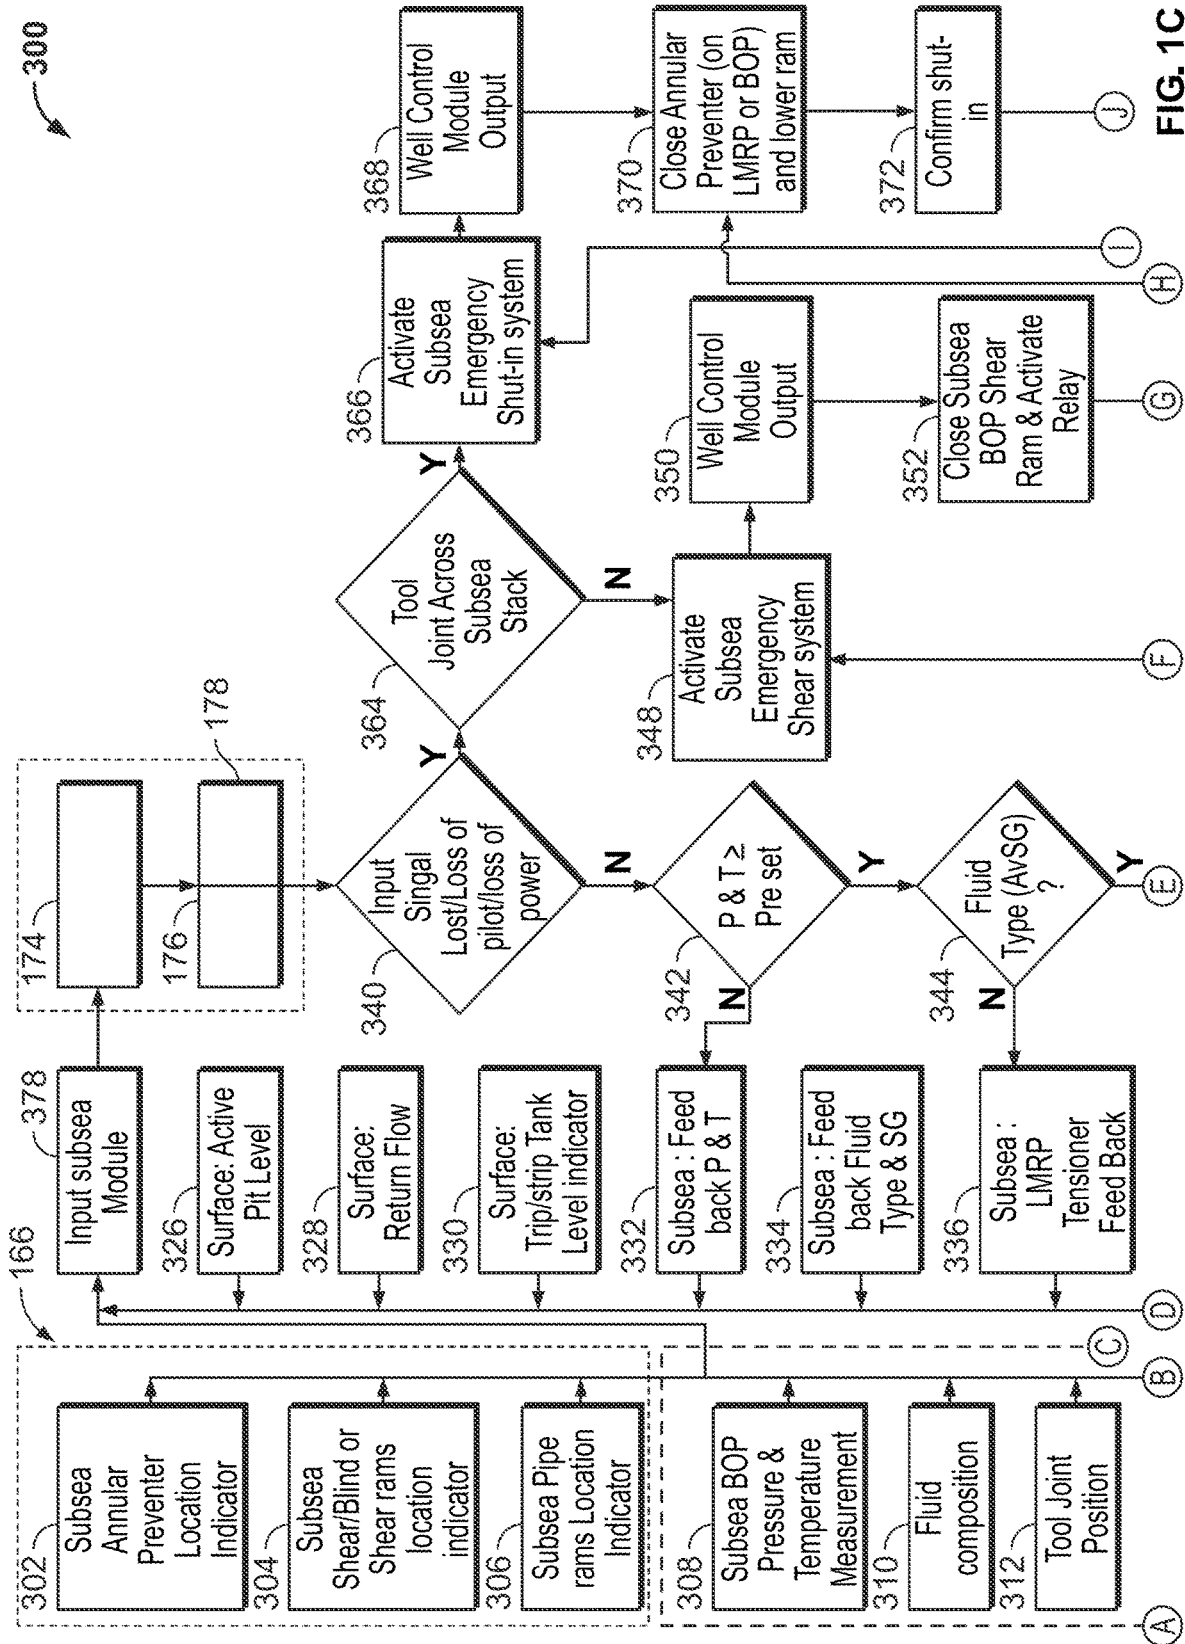 300
166
302
Subsea
Annular
Preventer
Location
Indicator
304
Subsea
Shear/Blind or
Shear rams
location
indicator
306
Subsea Pipe
rams Location
Indicator
308
Subsea BOP
Pressure &
Temperature
Measurement
310
Fluid
composition
312
Tool Joint
Position
A
B
C
D
378
Input subsea
Module
326
Surface: Active
Pit Level
328
Surface:
Return Flow
330
Surface:
Trip/strip Tank
Level indicator
332
Subsea : Feed
back P & T
334
Subsea : Feed
back Fluid
Type & SG
336
Subsea :
LMRP
Tensioner
Feed Back
174
176
178
340
Input
Singal
Lost/Loss of
pilot/loss of
power
Y
N
342
P & T ≥
Pre set
N
Y
344
Fluid
Type (AvSG)
?
N
Y
E
364
Tool
Joint Across
Subsea
Stack
Y
N
348
Activate
Subsea
Emergency
Shear system
F
366
Activate
Subsea
Emergency
Shut-in system
350
Well Control
Module
Output
352
Close Subsea
BOP Shear
Ram & Activate
Relay
G
H
I
368
Well Control
Module
Output
370
Close Annular
Preventer (on
LMRP or BOP)
and lower ram
372
Confirm shut-
in
J
FIG. 1C